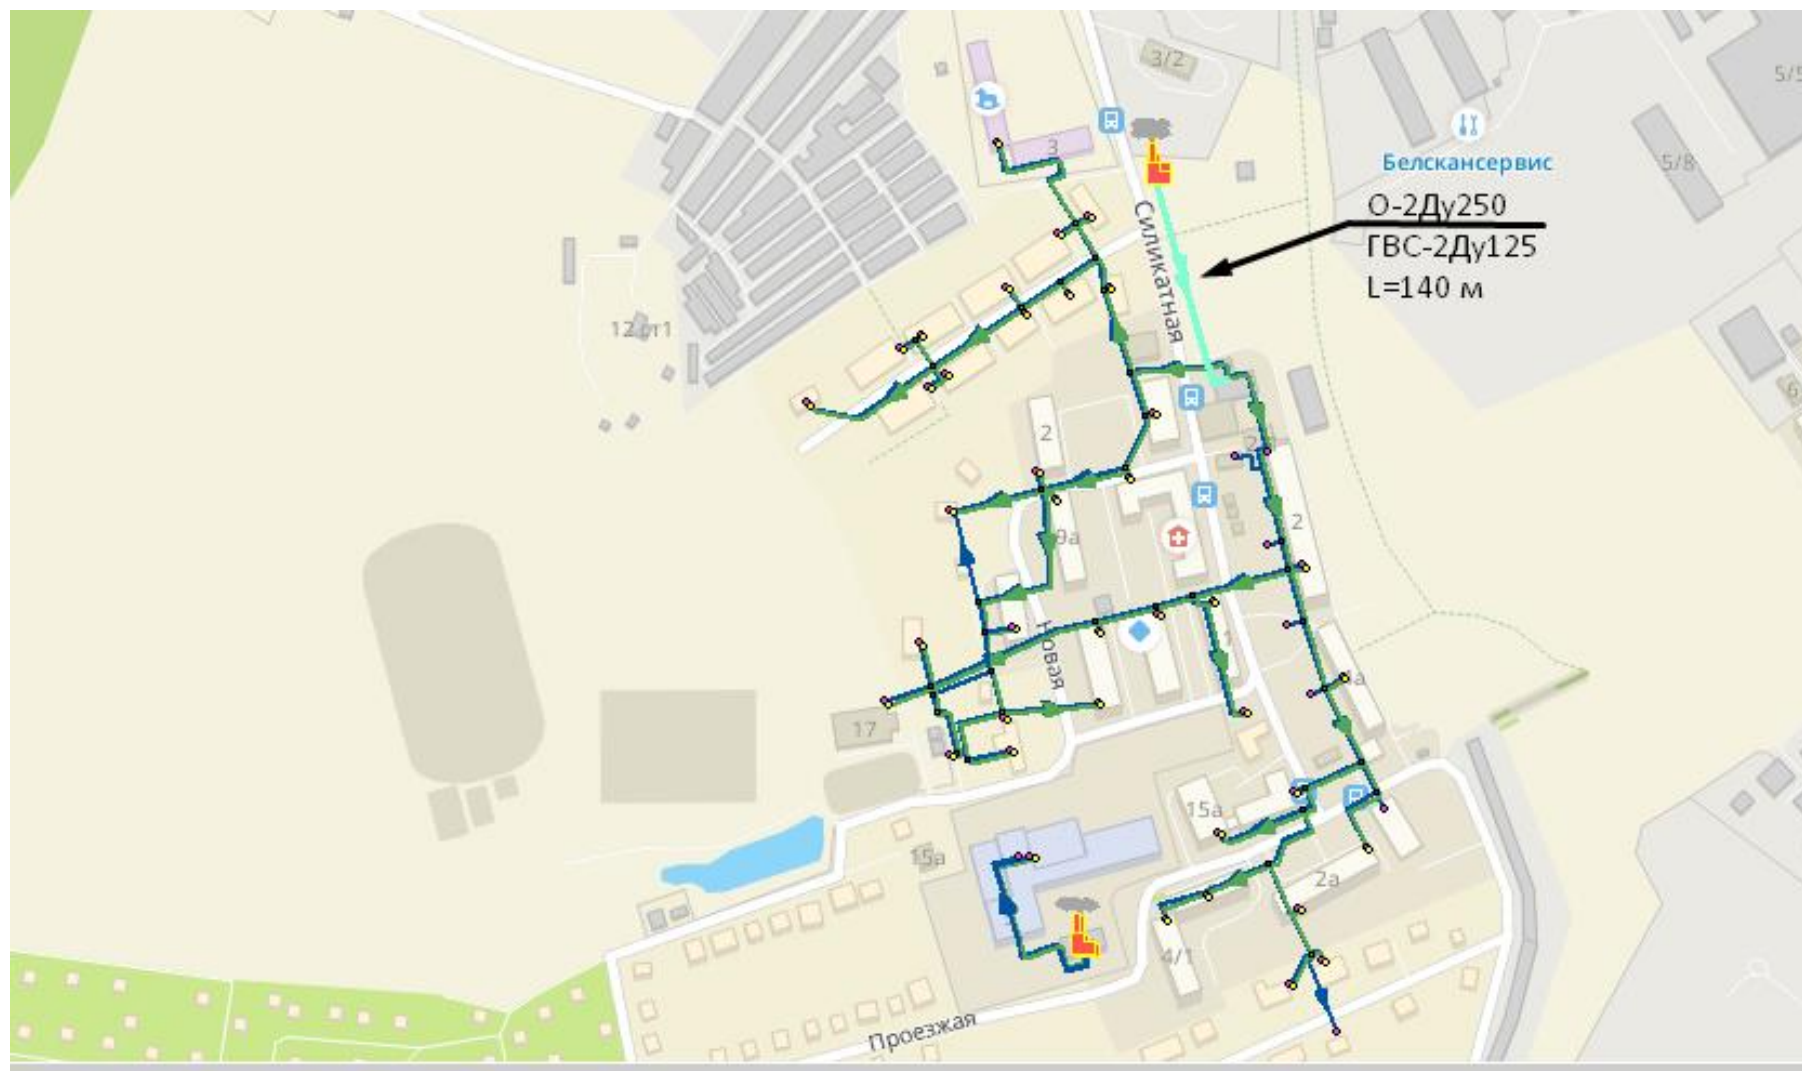 3/2
5/5
3
Белскансервис
5/8
О-2Ду250
ГВС-2Ду125
L=140 м
Силикатная
12 ст1
6
2
2
9а
Новая
17
15а
15а
2а
4/1
Проезжая